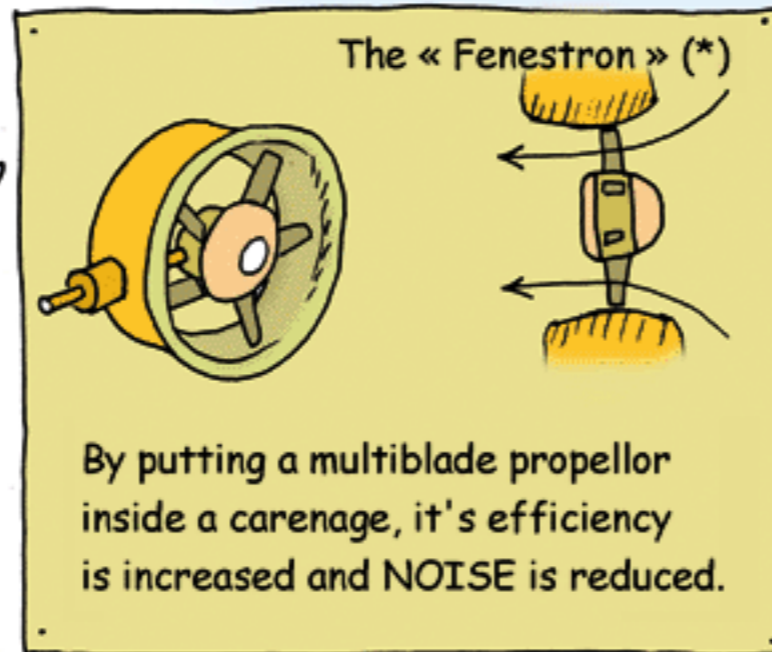 The « Fenestron » (*)
By putting a multiblade propellor
inside a carenage, it's efficiency
is increased and NOISE is reduced.